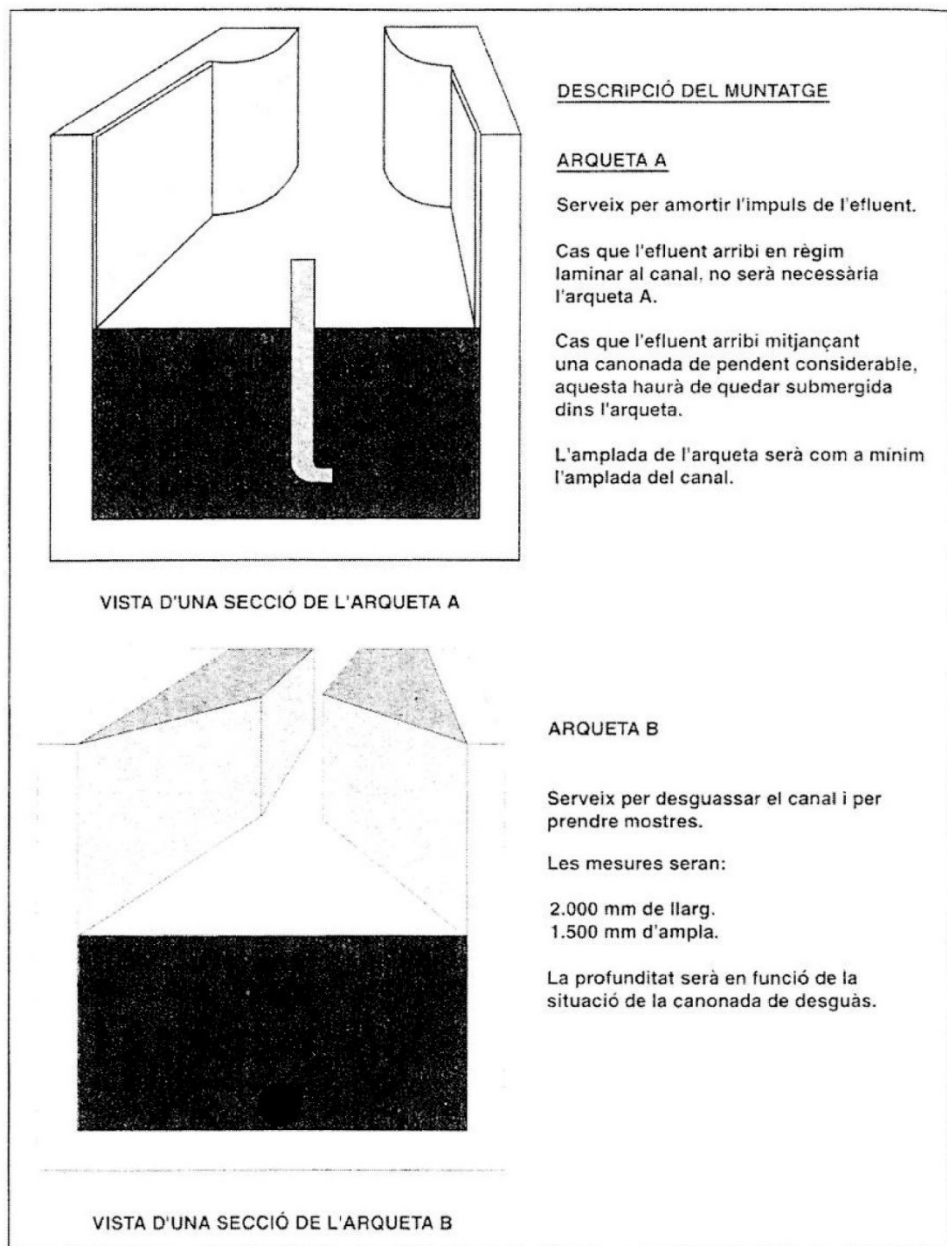 DESCRIPCIÓ DEL MUNTATGE
ARQUETA A
Serveix per amortir l'impuls de l'efluent.
Cas que l'efluent arribi en règim
laminar al canal, no serà necessària
l'arqueta A.
Cas que l'efluent arribi mitjançant
una canonada de pendent considerable,
aquesta haurà de quedar submergida
dins l'arqueta.
L'amplada de l'arqueta serà com a mínim
l'amplada del canal.
VISTA D'UNA SECCIÓ DE L'ARQUETA A
ARQUETA B
Serveix per desguassar el canal i per
prendre mostres.
Les mesures seran:
2.000 mm de llarg.
1.500 mm d'ampla.
La profunditat serà en funció de la
situació de la canonada de desguàs.
VISTA D'UNA SECCIÓ DE L'ARQUETA B